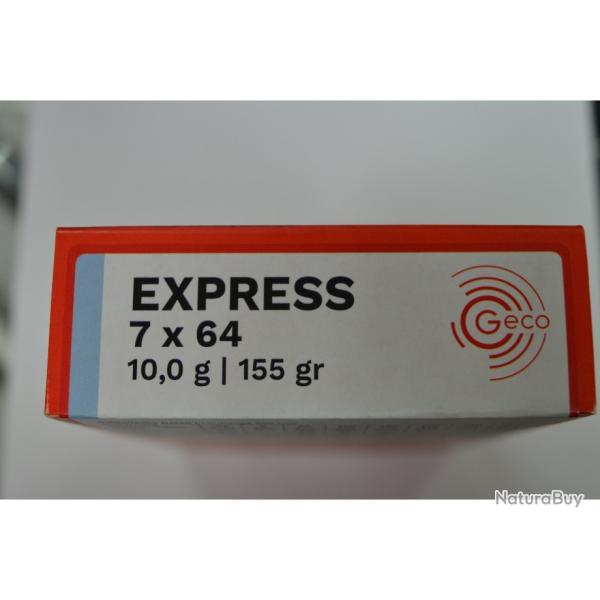 EXPRESS
7 x 64
10,0 g | 155 gr
Geco
NaturaBuy